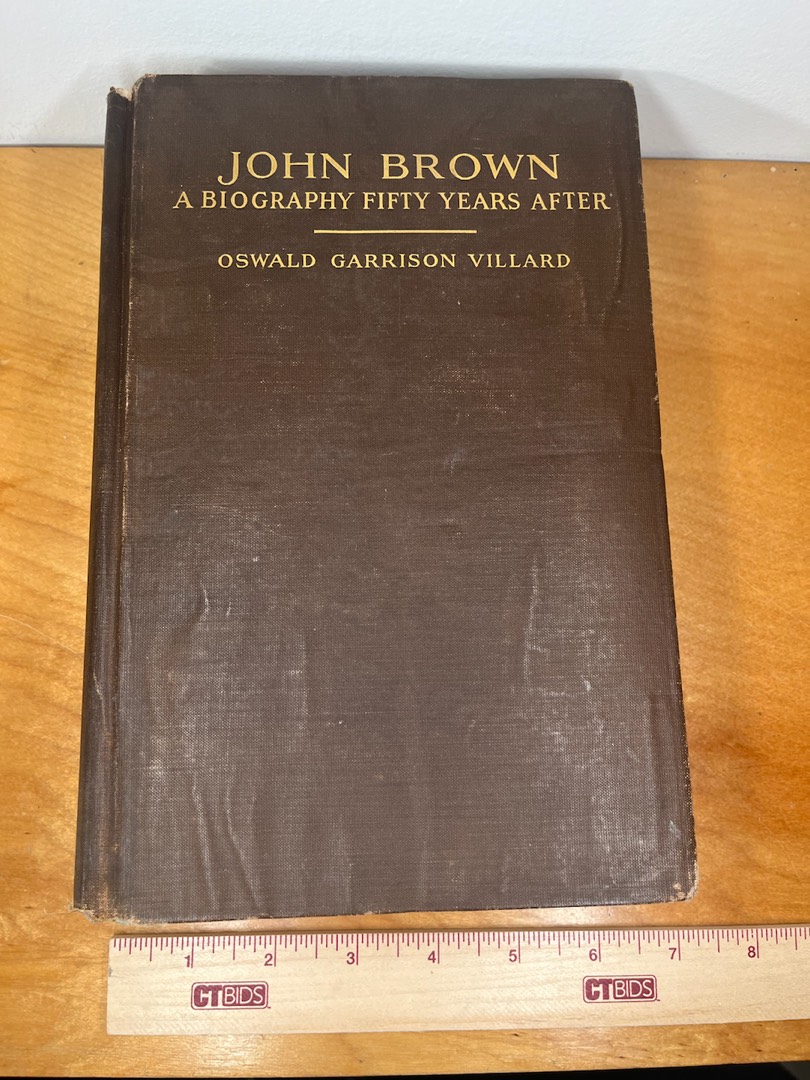 JOHN BROWN
A BIOGRAPHY FIFTY YEARS AFTER
OSWALD GARRISON VILLARD
1 2 3 4 5 6 7 8
CTBIDS CTBIDS